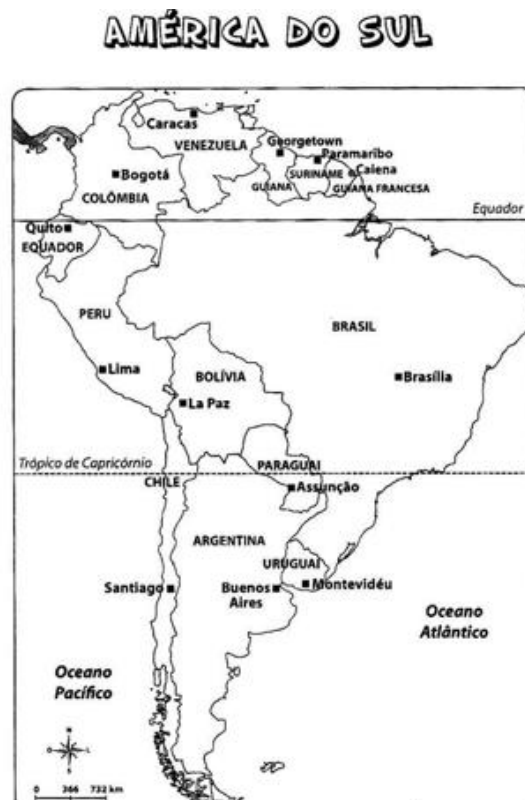 AMÉRICA DO SUL
Caracas
VENEZUELA
Georgetown
Paramaribo
Caiena
SURINAME
GUIANA
GUIANA FRANCESA
Bogotá
COLÔMBIA
Equador
Quito
EQUADOR
PERU
BRASIL
Lima
BOLÍVIA
Brasília
La Paz
Trópico de Capricórnio
PARAGUAI
CHILE
Assunção
ARGENTINA
URUGUAI
Santiago
Buenos
Aires
Montevidéu
Oceano
Atlântico
Oceano
Pacífico
N
O L
S
0 366 732 km